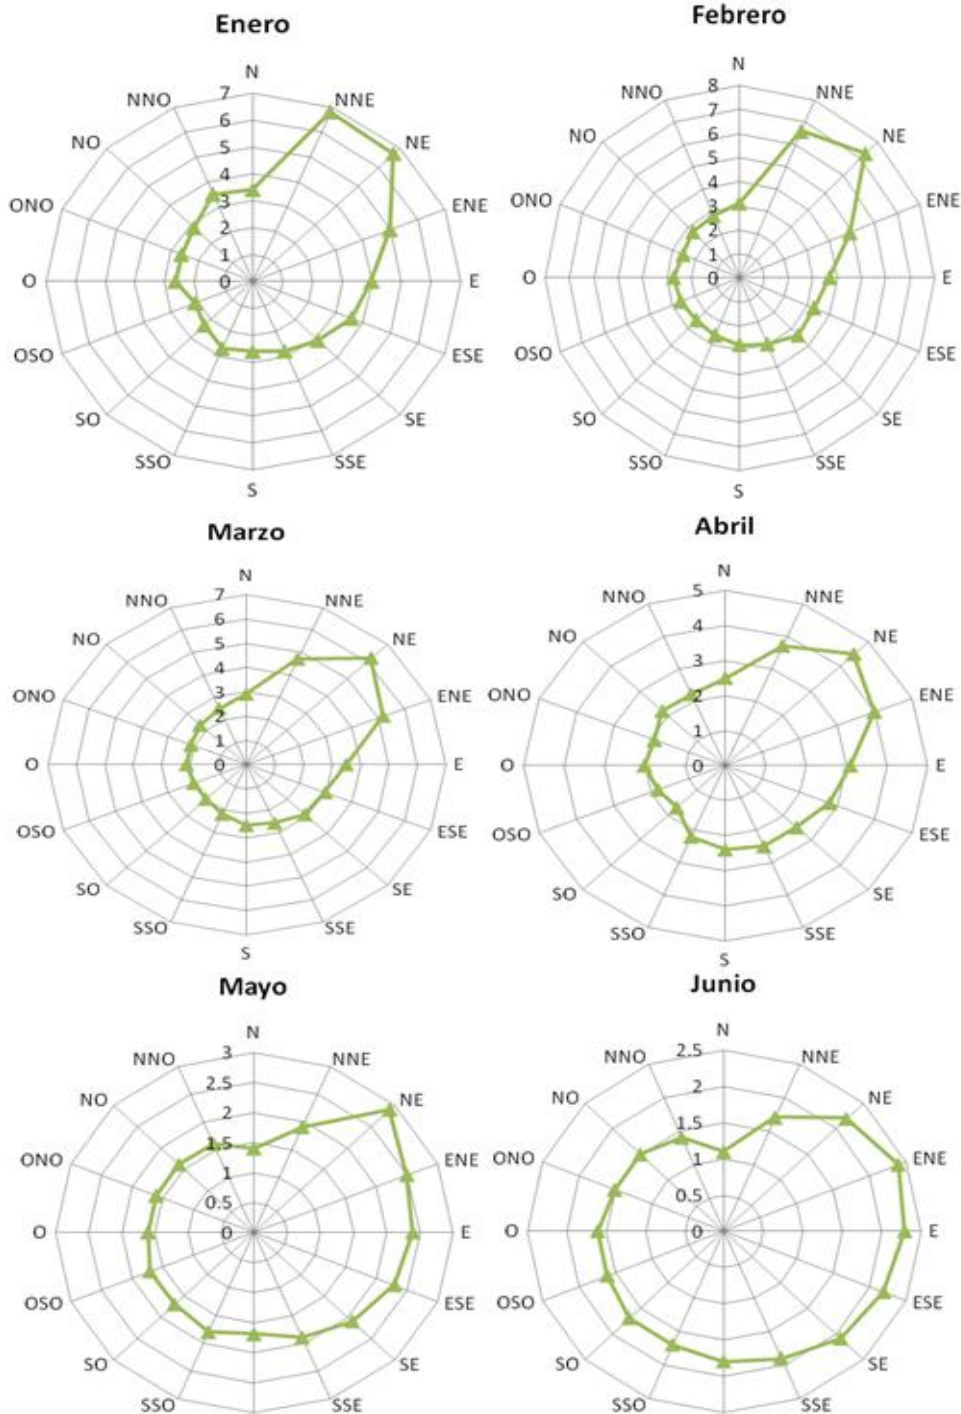 Enero
N
7
NNE
6
NE
5
4
ENE
3
2
1
0
E
ESE
SE
SSE
S
SSO
SO
OSO
O
ONO
NO
NNO
Febrero
N
8
NNE
7
NE
6
5
4
ENE
3
2
1
0
E
ESE
SE
SSE
S
SSO
SO
OSO
O
ONO
NO
NNO
Marzo
N
7
NNE
6
NE
5
4
ENE
3
2
1
0
E
ESE
SE
SSE
S
SSO
SO
OSO
O
ONO
NO
NNO
Abril
N
5
NNE
4
NE
3
ENE
2
1
0
E
ESE
SE
SSE
S
SSO
SO
OSO
O
ONO
NO
NNO
Mayo
N
3
NNE
2.5
NE
2
ENE
1.5
1
0.5
0
E
ESE
SE
SSE
SSO
SO
OSO
O
ONO
NO
NNO
Junio
N
2.5
NNE
2
NE
1.5
ENE
1
0.5
0
E
ESE
SE
SSE
SSO
SO
OSO
O
ONO
NO
NNO